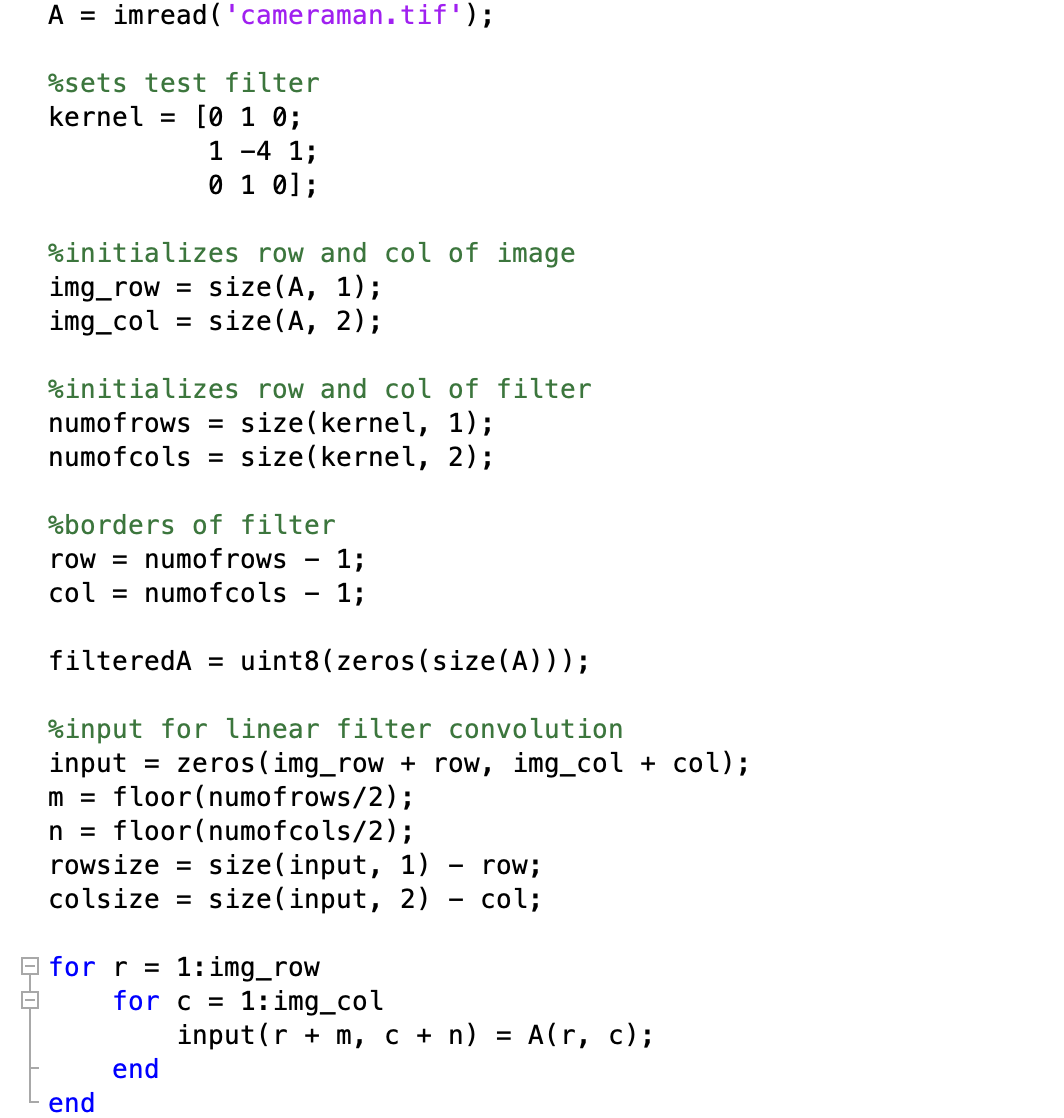 A = imread('cameraman.tif');
%sets test filter
kernel = [0 1 0;
1 -4 1;
0 1 0];
%initializes row and col of image
img_row = size(A, 1);
img_col = size(A, 2);
%initializes row and col of filter
numofrows = size(kernel, 1);
numofcols = size(kernel, 2);
%borders of filter
row = numofrows - 1;
col = numofcols - 1;
filteredA = uint8(zeros(size(A)));
%input for linear filter convolution
input = zeros(img_row + row, img_col + col);
m = floor(numofrows/2);
n = floor(numofcols/2);
rowsize = size(input, 1) - row;
colsize = size(input, 2) - col;
for r = 1:img_row
for c = 1:img_col
input(r + m, c + n) = A(r, c);
end
end